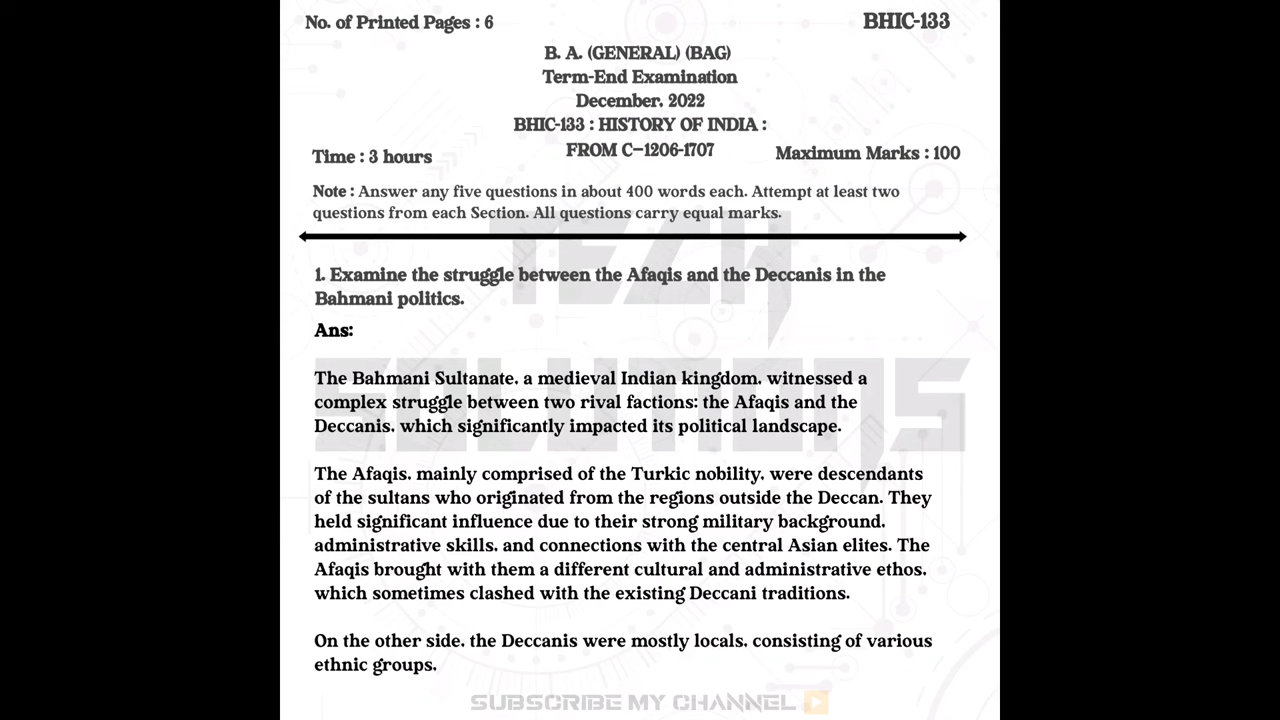 No. of Printed Pages : 6
BHIC-133
B. A. (GENERAL) (BAG)
Term-End Examination
December, 2022
BHIC-133 : HISTORY OF INDIA :
FROM C-1206-1707
Time : 3 hours
Maximum Marks : 100
Note : Answer any five questions in about 400 words each. Attempt at least two
questions from each Section. All questions carry equal marks.
1. Examine the struggle between the Afaqis and the Deccanis in the
Bahmani politics.
Ans:
The Bahmani Sultanate, a medieval Indian kingdom, witnessed a
complex struggle between two rival factions: the Afaqis and the
Deccanis, which significantly impacted its political landscape.
The Afaqis, mainly comprised of the Turkic nobility, were descendants
of the sultans who originated from the regions outside the Deccan. They
held significant influence due to their strong military background,
administrative skills, and connections with the central Asian elites. The
Afaqis brought with them a different cultural and administrative ethos,
which sometimes clashed with the existing Deccani traditions.
On the other side, the Deccanis were mostly locals, consisting of various
ethnic groups,
TECH
SOLUTIONS
SUBSCRIBE MY CHANNEL